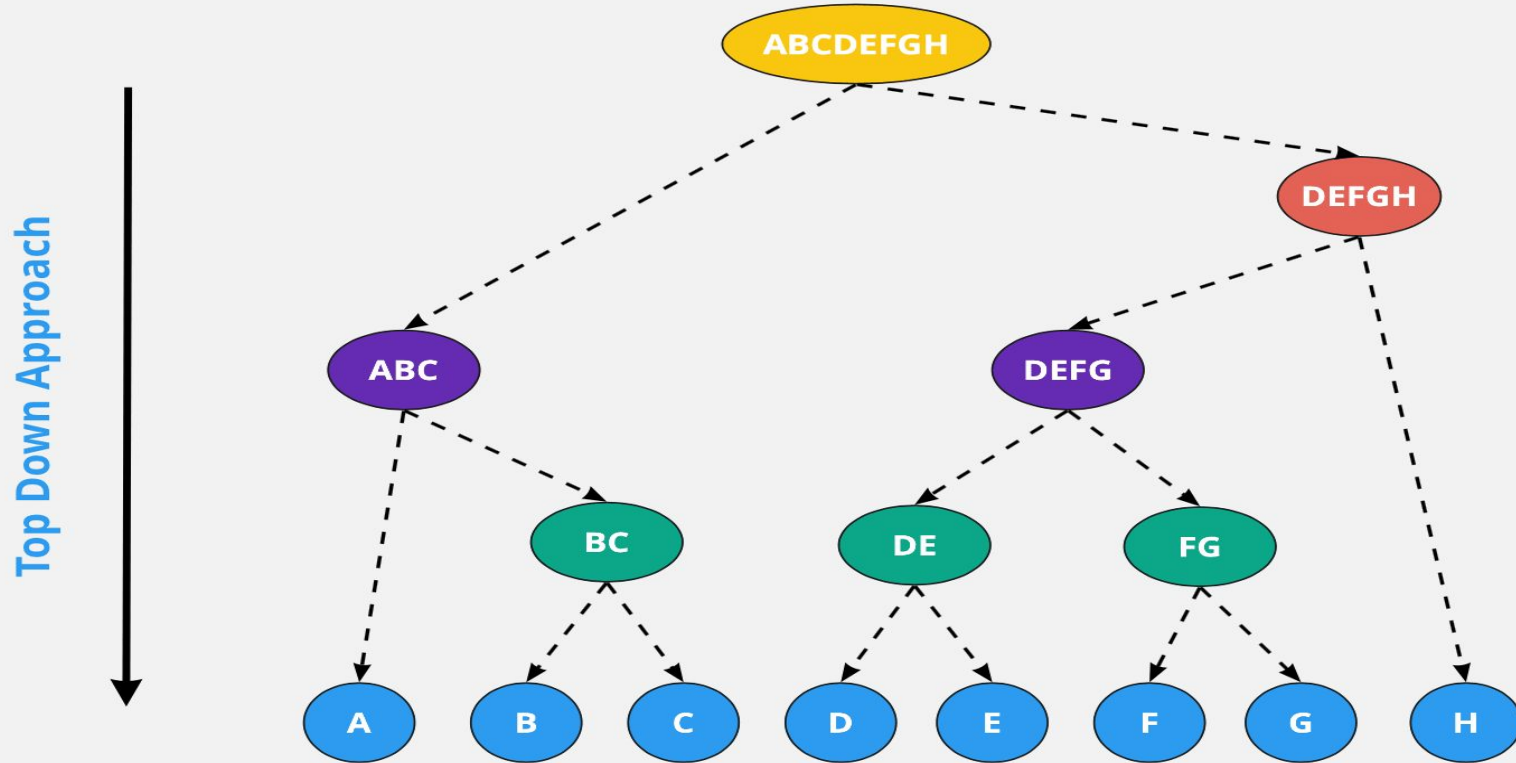 ABCDEFGH
DEFGH
Top Down Approach
ABC
DEFG
BC
DE
FG
A
B
C
D
E
F
G
H